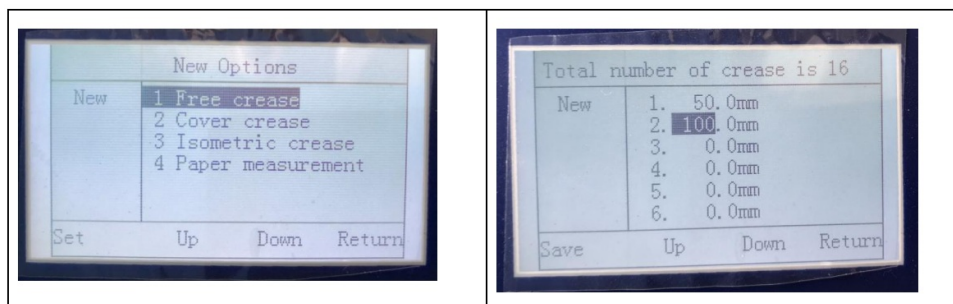 New Options
New
1 Free crease
2 Cover crease
3 Isometric crease
4 Paper measurement
Set Up Down Return
Total number of crease is 16
New
1. 50.0mm
2. 100.0mm
3. 0.0mm
4. 0.0mm
5. 0.0mm
6. 0.0mm
Save Up Down Return